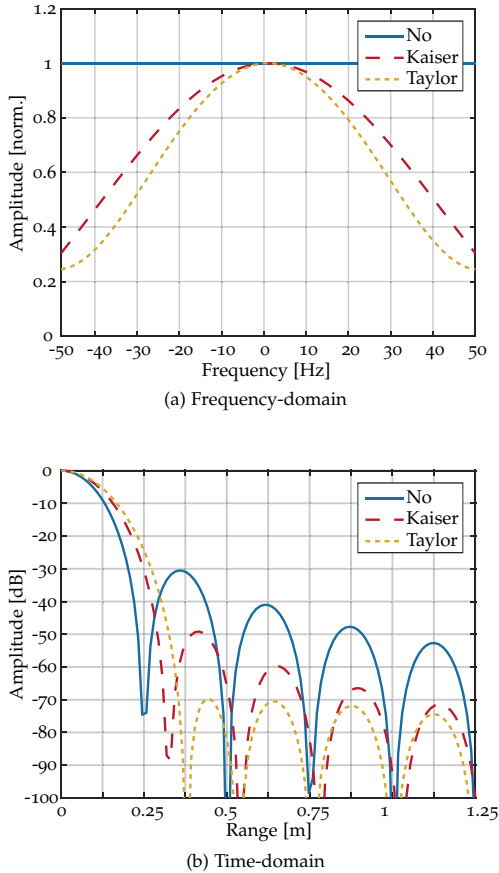 1.2
1
0.8
0.6
0.4
0.2
0
Amplitude [norm.]
No
Kaiser
Taylor
-50 -40 -20 -10 0 10 20 30 40 50
Frequency [Hz]
(a) Frequency-domain
0
-10
-20
-30
-40
-50
-60
-70
-80
-90
-100
Amplitude [dB]
No
Kaiser
Taylor
0 0.25 0.5 0.75 1 1.25
Range [m]
(b) Time-domain